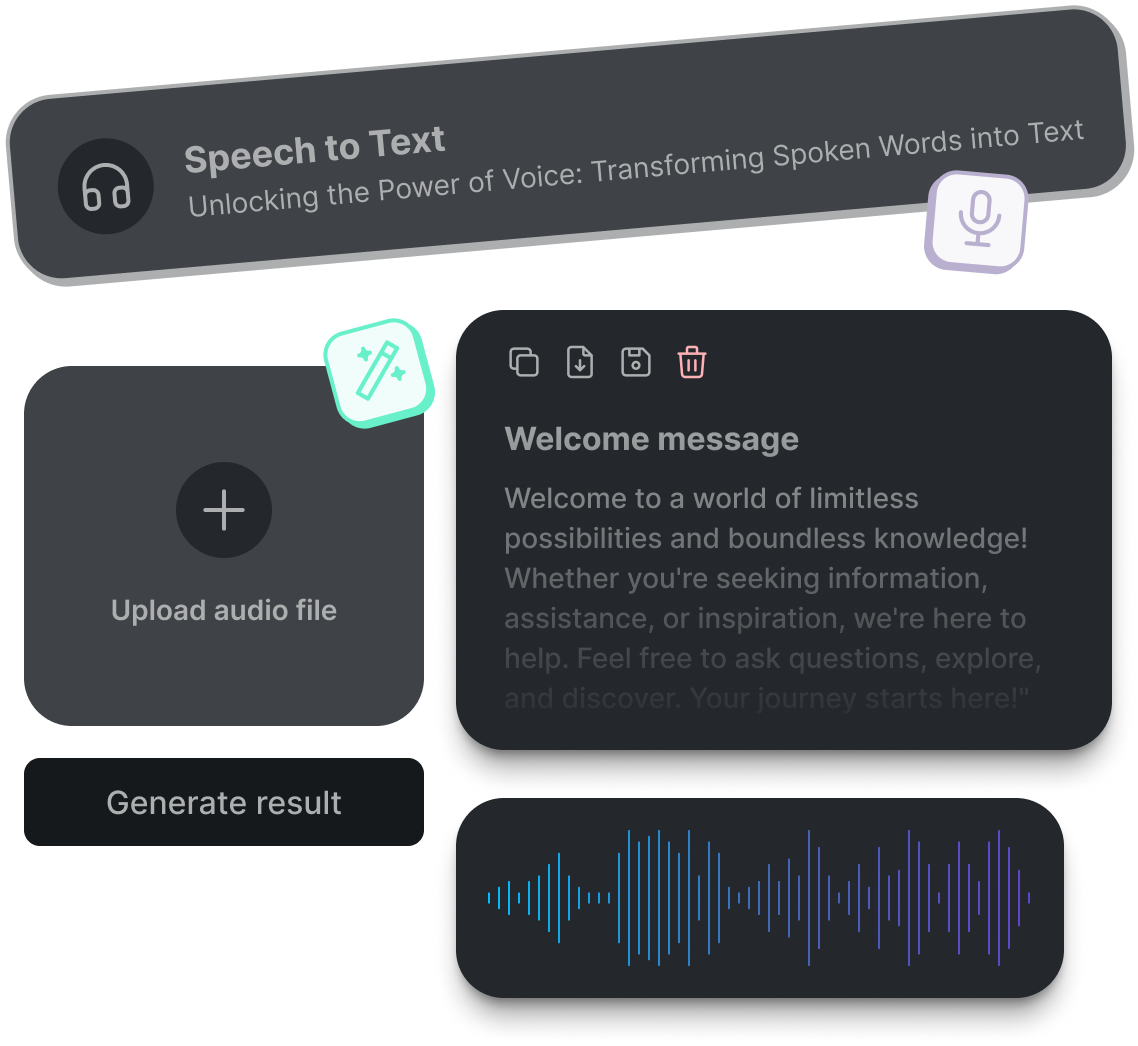 Speech to Text
Unlocking the Power of Voice: Transforming Spoken Words into Text
Welcome message
Welcome to a world of limitless
possibilities and boundless knowledge!
Whether you're seeking information,
assistance, or inspiration, we're here to
help. Feel free to ask questions, explore,
and discover. Your journey starts here!"
Upload audio file
Generate result